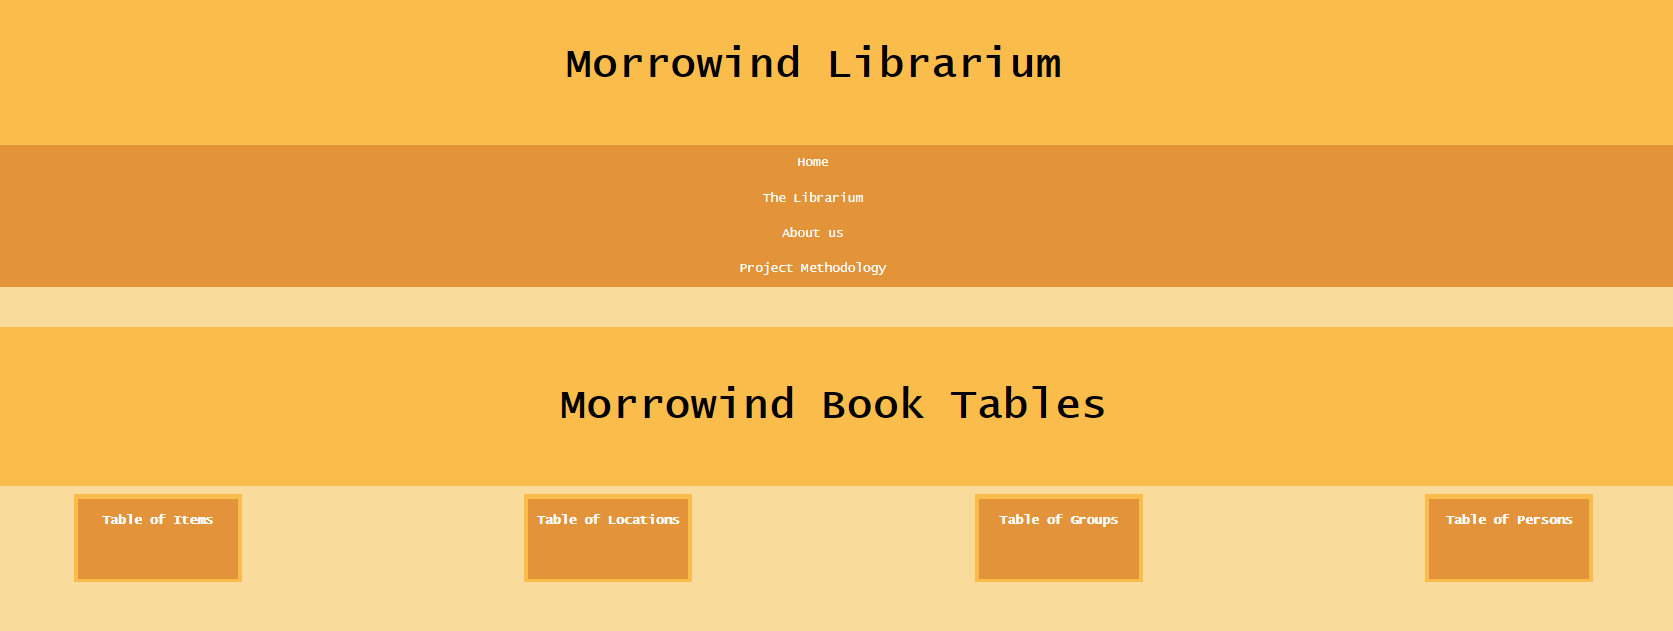 Morrowind Librarium
Home
The Librarium
About us
Project Methodology
Morrowind Book Tables
Table of Items
Table of Locations
Table of Groups
Table of Persons